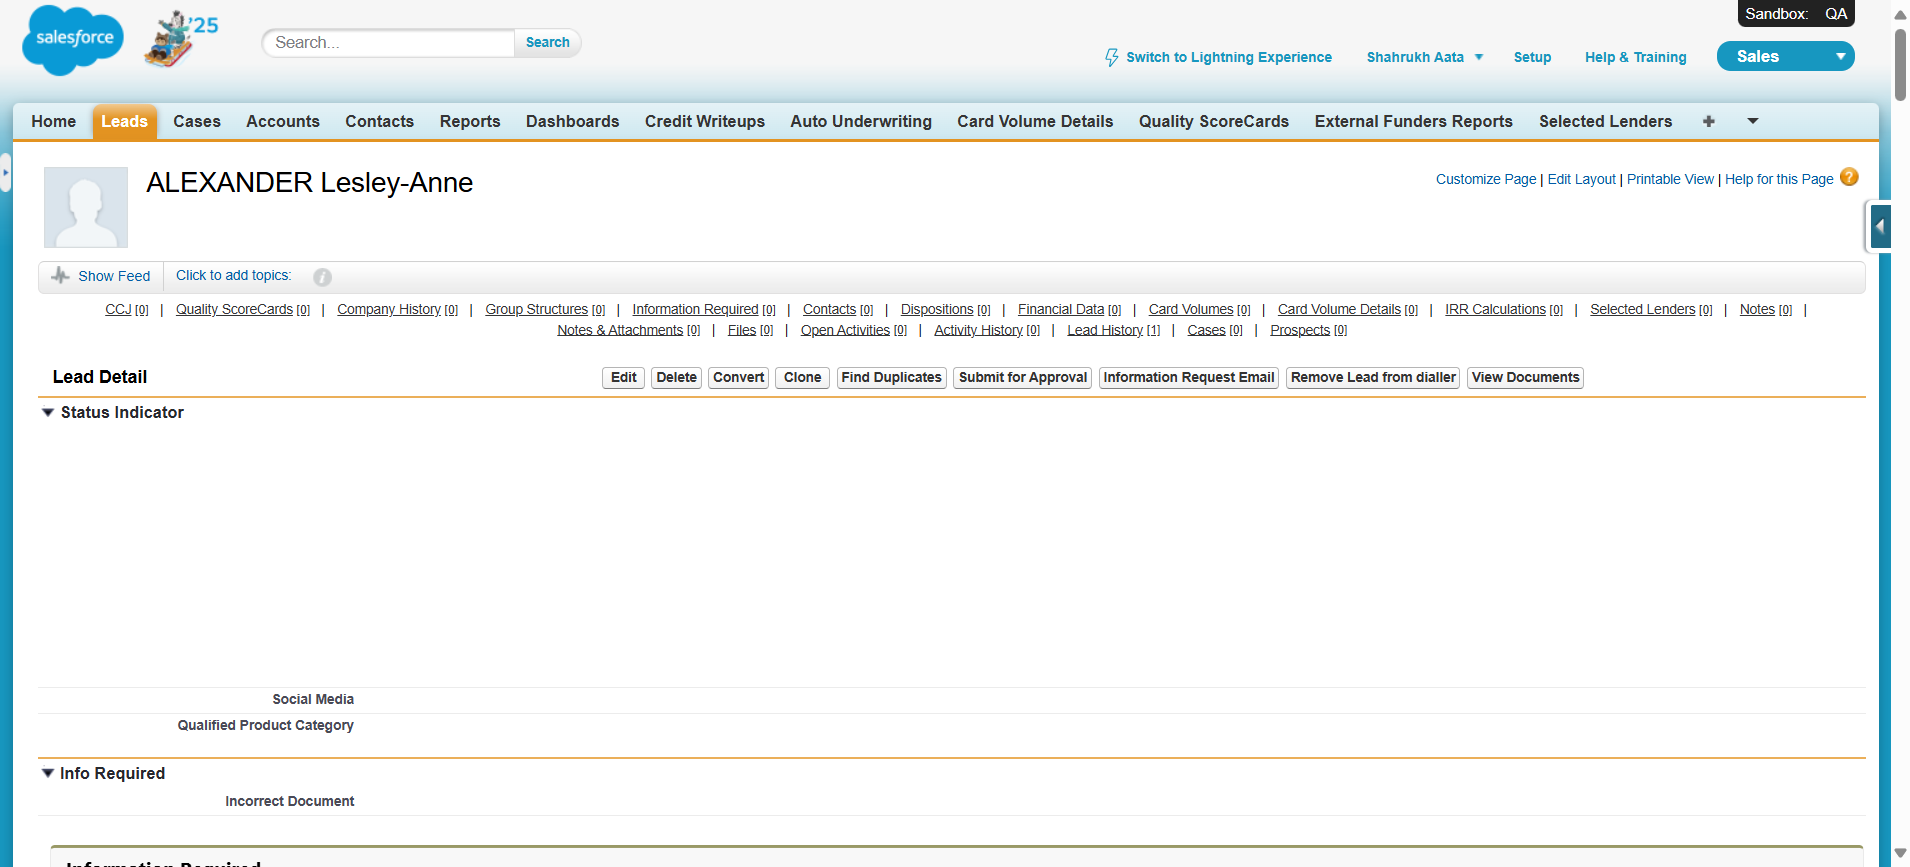 Sandbox: QA
salesforce
'25
Search...
Search
Switch to Lightning Experience
Shahrukh Aata
Setup
Help & Training
Sales
Home
Leads
Cases
Accounts
Contacts
Reports
Dashboards
Credit Writeups
Auto Underwriting
Card Volume Details
Quality ScoreCards
External Funders Reports
Selected Lenders
+
ALEXANDER Lesley-Anne
Customize Page | Edit Layout | Printable View | Help for this Page ?
Show Feed
Click to add topics: i
CCJ [0] | Quality ScoreCards [0] | Company History [0] | Group Structures [0] | Information Required [0] | Contacts [0] | Dispositions [0] | Financial Data [0] | Card Volumes [0] | Card Volume Details [0] | IRR Calculations [0] | Selected Lenders [0] | Notes [0] |
Notes & Attachments [0] | Files [0] | Open Activities [0] | Activity History [0] | Lead History [1] | Cases [0] | Prospects [0]
Lead Detail
Edit
Delete
Convert
Clone
Find Duplicates
Submit for Approval
Information Request Email
Remove Lead from dialler
View Documents
Status Indicator
Social Media
Qualified Product Category
Info Required
Incorrect Document
Information Required